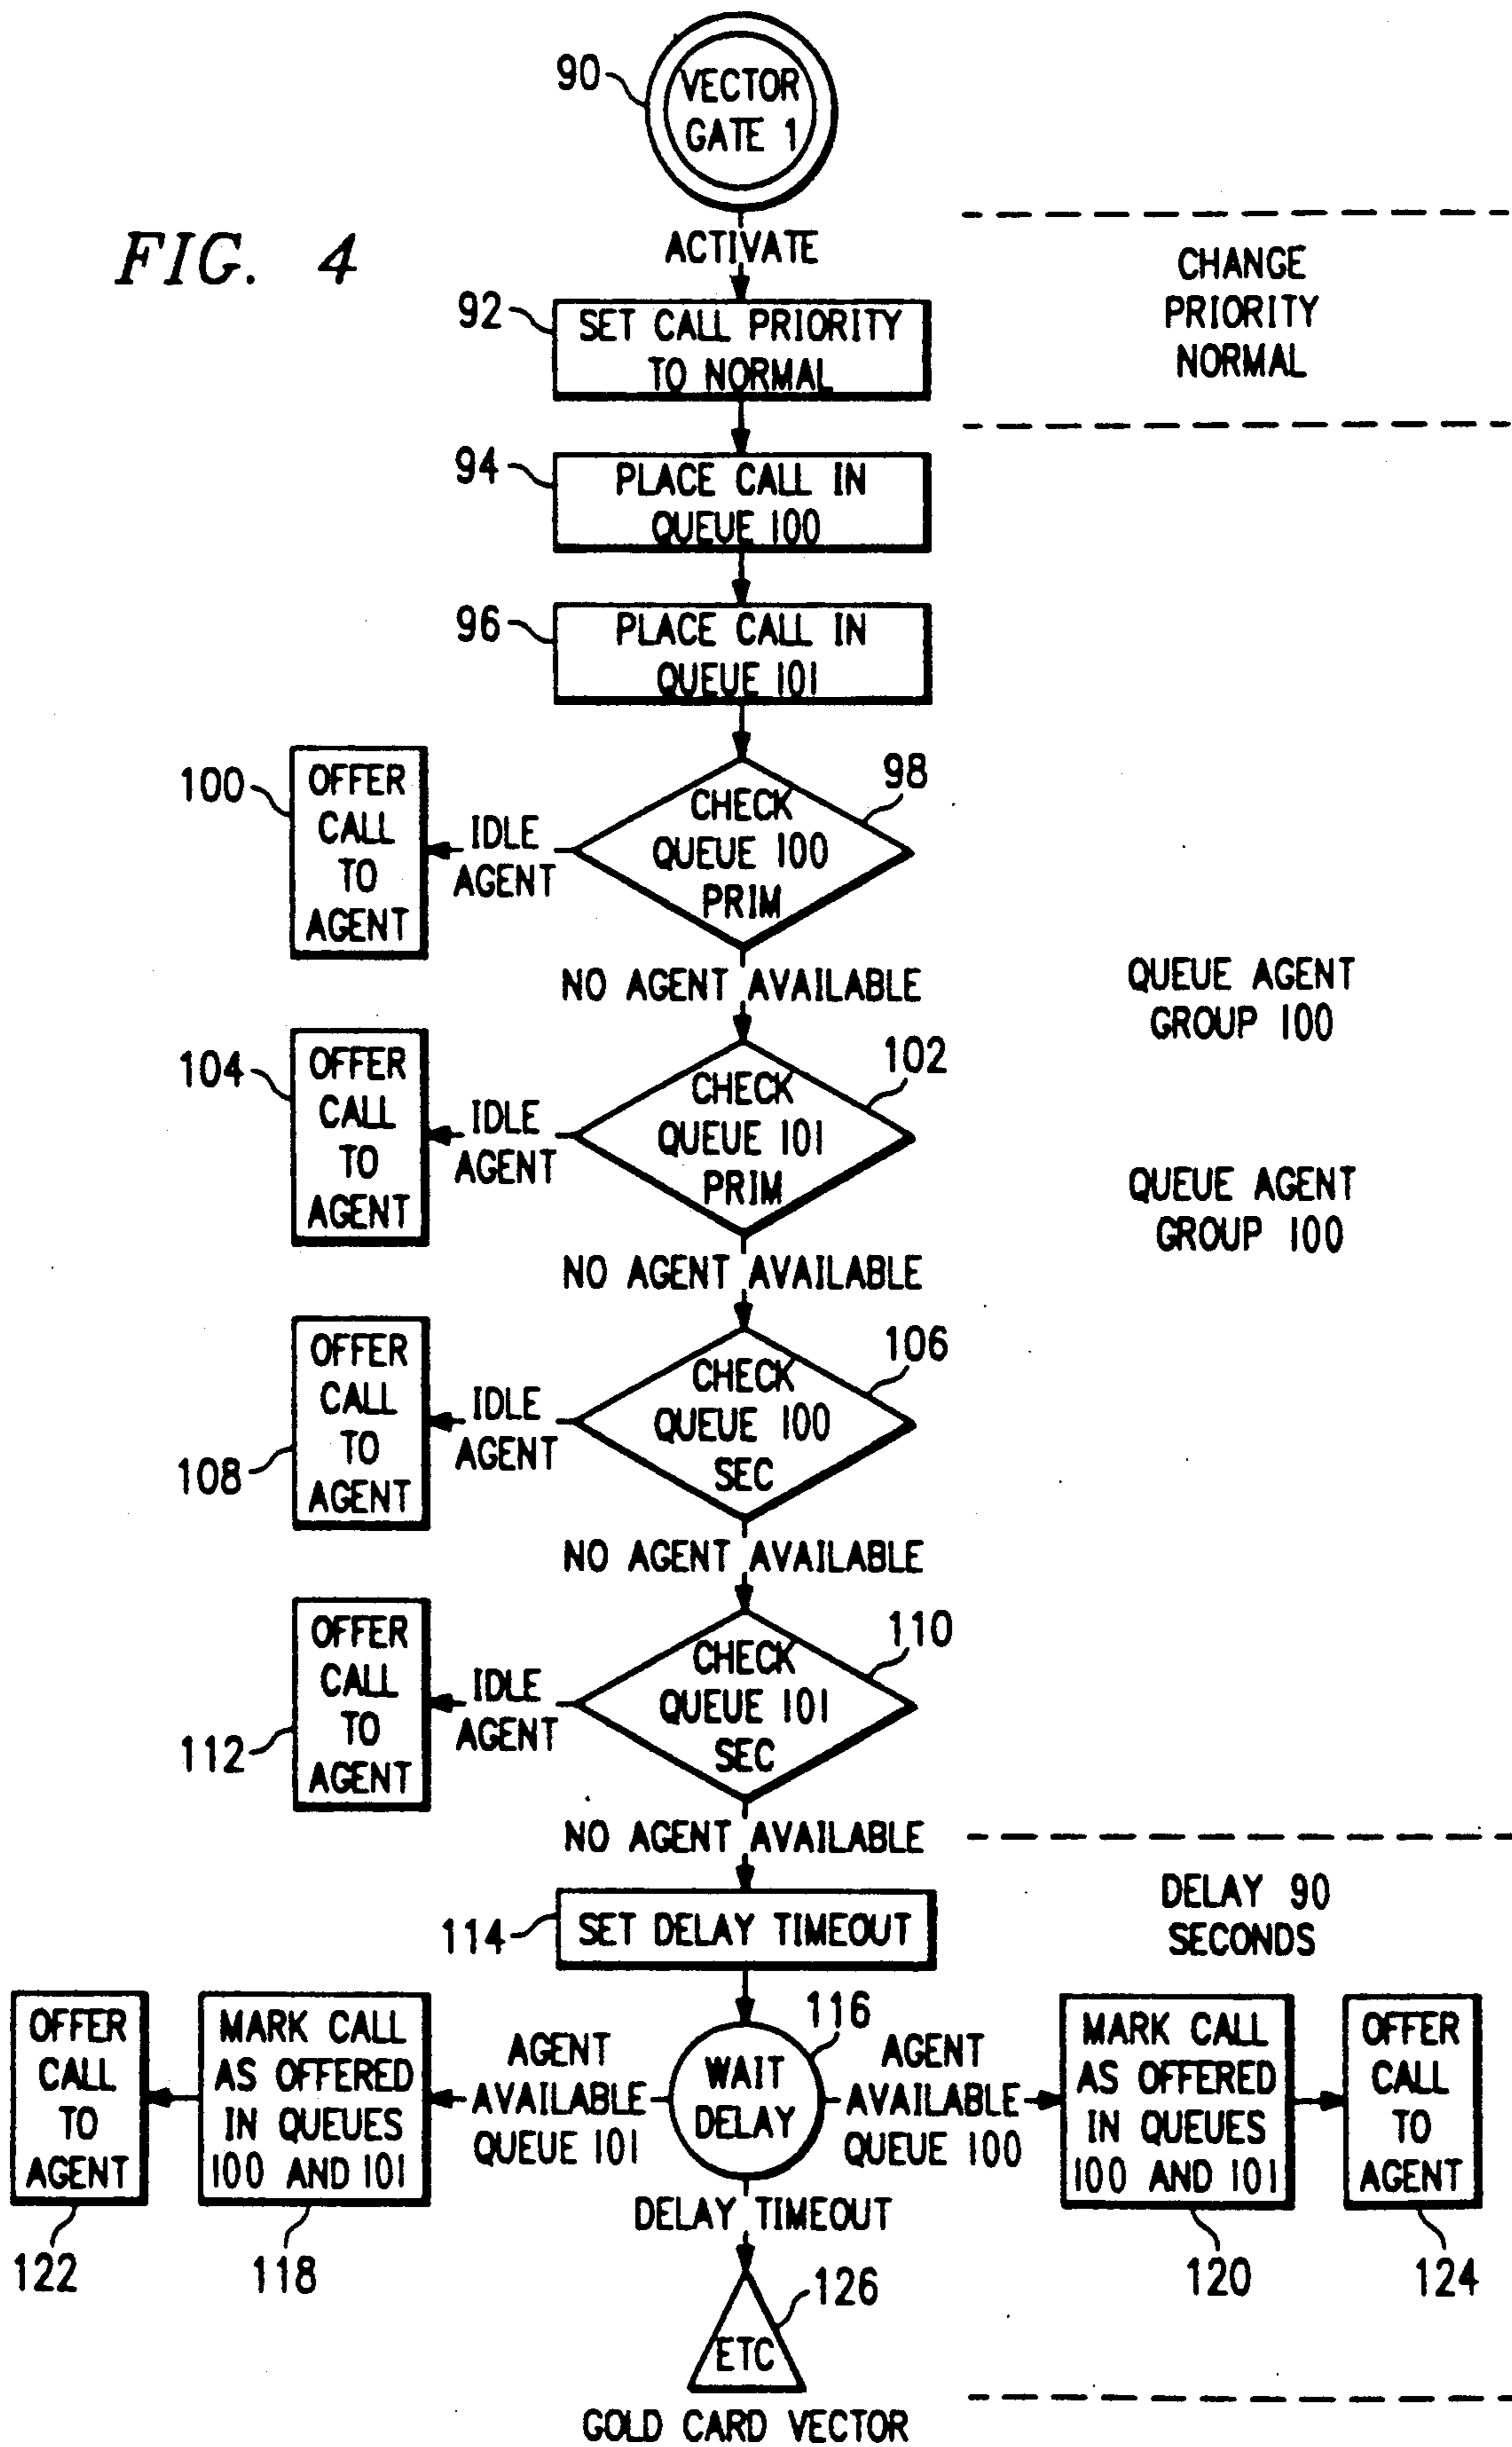 90
VECTOR
GATE 1
FIG. 4
ACTIVATE
CHANGE
PRIORITY
NORMAL
92
SET CALL PRIORITY
TO NORMAL
94
PLACE CALL IN
QUEUE 100
96
PLACE CALL IN
QUEUE 101
98
CHECK
QUEUE 100
PRIM
IDLE
AGENT
100
OFFER
CALL
TO
AGENT
NO AGENT AVAILABLE
QUEUE AGENT
GROUP 100
102
CHECK
QUEUE 101
PRIM
IDLE
AGENT
104
OFFER
CALL
TO
AGENT
QUEUE AGENT
GROUP 100
NO AGENT AVAILABLE
106
CHECK
QUEUE 100
SEC
IDLE
AGENT
108
OFFER
CALL
TO
AGENT
NO AGENT AVAILABLE
110
CHECK
QUEUE 101
SEC
IDLE
AGENT
112
OFFER
CALL
TO
AGENT
NO AGENT AVAILABLE
114
SET DELAY TIMEOUT
DELAY 90
SECONDS
116
WAIT
DELAY
AGENT
AVAILABLE
QUEUE 101
MARK CALL
AS OFFERED
IN QUEUES
100 AND 101
118
OFFER
CALL
TO
AGENT
122
AGENT
AVAILABLE
QUEUE 100
MARK CALL
AS OFFERED
IN QUEUES
100 AND 101
120
OFFER
CALL
TO
AGENT
124
DELAY TIMEOUT
126
ETC
GOLD CARD VECTOR